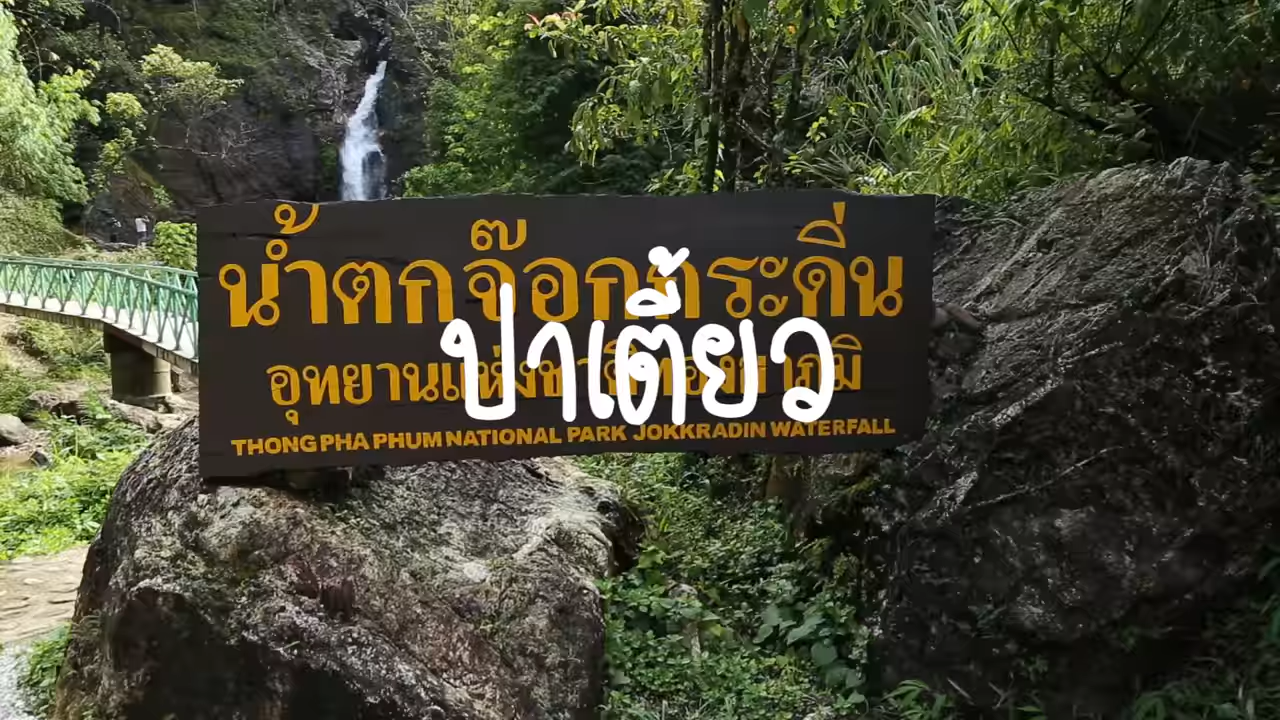 น้ำตกจ๊อกกระดิ่น
ปาเตี้ยว
อุทยานแห่งชาติทองผาภูมิ
THONG PHA PHUM NATIONAL PARK JOKKRADIN WATERFALL